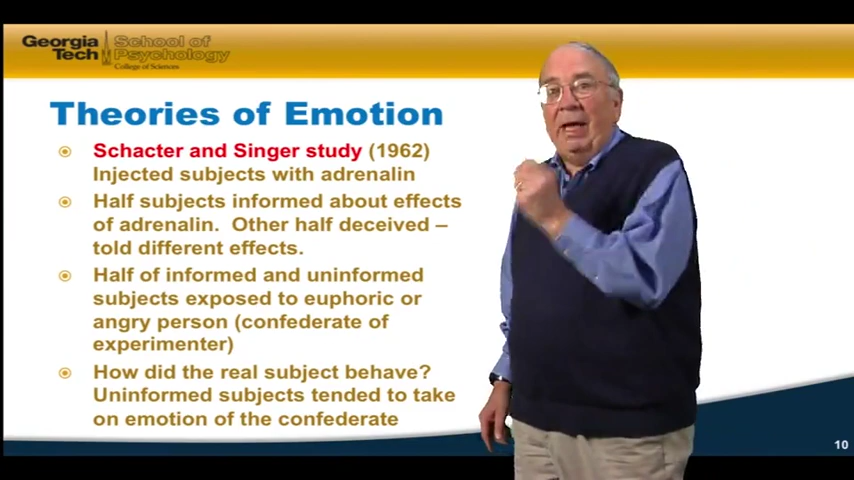 Georgia
Tech
School of
Psychology
College of Sciences
Theories of Emotion
Schacter and Singer study (1962)
Injected subjects with adrenalin
Half subjects informed about effects
of adrenalin. Other half deceived –
told different effects.
Half of informed and uninformed
subjects exposed to euphoric or
angry person (confederate of
experimenter)
How did the real subject behave?
Uninformed subjects tended to take
on emotion of the confederate
10